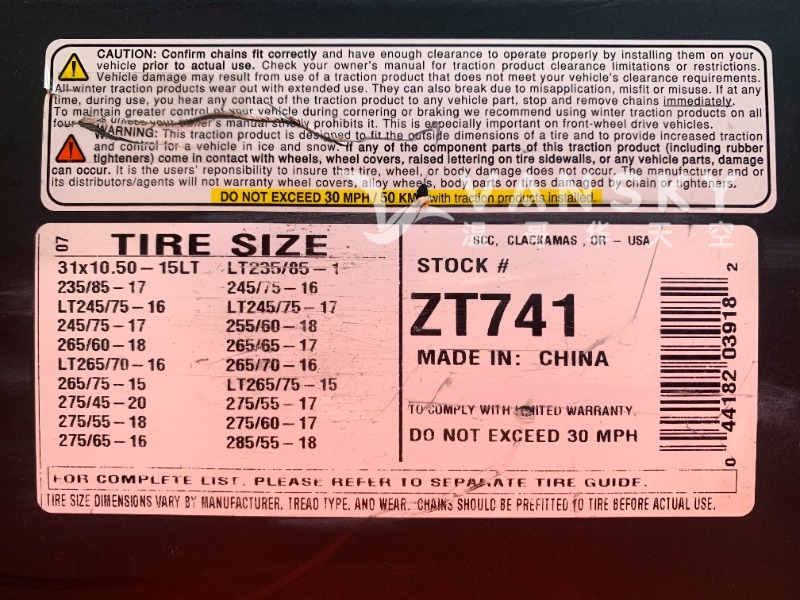 CAUTION: Confirm chains fit correctly and have enough clearance to operate properly by installing them on your
vehicle prior to actual use. Check your owner's manual for traction product clearance limitations or restrictions.
Vehicle damage may result from use of a traction product that does not meet your vehicle's clearance requirements.
All winter traction products wear out with extended use. They can also break due to misapplication, misfit or misuse. If at any
time, during use, you hear any contact of the traction product to any vehicle part, stop and remove chains immediately.
To maintain greater control of your vehicle during cornering or braking we recommend using winter traction products on all
four unless your owner's manual strictly prohibits it. This is especially important on front-wheel drive vehicles.
WARNING: This traction product is designed to fit the outside dimensions of a tire and to provide increased traction
and control for a vehicle in ice and snow. If any of the component parts of this traction product (including rubber
tighteners) come in contact with wheels, wheel covers, raised lettering on tire sidewalls, or any vehicle parts, damage
can occur. It is the users' reponsibility to insure the tire, wheel, or body damage does not occur. The manufacturer and or
its distributors/agents will not warranty wheel covers, alloy wheels, body parts or tires damaged by chain or tighteners.
DO NOT EXCEED 30 MPH / 50 KM with traction products installed.
VANSKY
温哥华天空
07
TIRE SIZE
31x10.50-15LT LT235/85-1
235/85-17 245/75-16
LT245/75-16 LT245/75-17
245/75-17 255/60-18
265/60-18 265/65-17
LT265/70-16 265/70-16
265/75-15 LT265/75-15
275/45-20 275/55-17
275/55-18 275/60-17
275/65-16 285/55-18
SCC, CLACKAMAS, OR - USA
STOCK #
ZT741
MADE IN: CHINA
TO COMPLY WITH LIMITED WARRANTY,
DO NOT EXCEED 30 MPH
0 44182 03918 2
FOR COMPLETE LIST, PLEASE REFER TO SEPARATE TIRE GUIDE.
TIRE SIZE DIMENSIONS VARY BY MANUFACTURER, TREAD TYPE, AND WEAR. CHAINS SHOULD BE PREFITTED TO TIRE BEFORE ACTUAL USE.